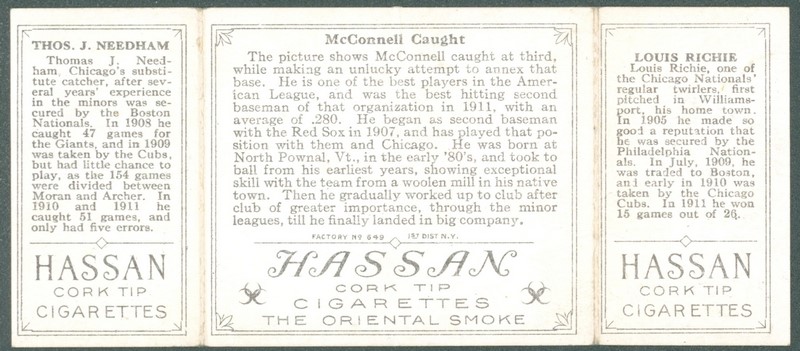 THOS. J. NEEDHAM
Thomas J. Need-
ham, Chicago's substi-
tute catcher, after sev-
eral years' experience
in the minors was se-
cured by the Boston
Nationals. In 1908 he
caught 47 games for
the Giants, and in 1909
was taken by the Cubs,
but had little chance to
play, as the 154 games
were divided between
Moran and Archer. In
1910 and 1911 he
caught 51 games, and
only had five errors.
HASSAN
CORK TIP
CIGARETTES
McConnell Caught
The picture shows McConnell caught at third,
while making an unlucky attempt to annex that
base. He is one of the best players in the Amer-
ican League, and was the best hitting second
baseman of that organization in 1911, with an
average of .280. He began as second baseman
with the Red Sox in 1907, and has played that po-
sition with them and Chicago. He was born at
North Pownal, Vt., in the early '80's, and took to
ball from his earliest years, showing exceptional
skill with the team from a woolen mill in his native
town. Then he gradually worked up to club after
club of greater importance, through the minor
leagues, till he finally landed in big company.
FACTORY No 649 1ST DIST N.Y.
HASSAN
CORK TIP
CIGARETTES
THE ORIENTAL SMOKE
LOUIS RICHIE
Louis Richie, one of
the Chicago Nationals'
regular twirlers, first
pitched in Williams-
port, his home town.
In 1905 he made so
good a reputation that
he was secured by the
Philadelphia Nation-
als. In July, 1909, he
was traded to Boston,
and early in 1910 was
taken by the Chicago
Cubs. In 1911 he won
15 games out of 26.
HASSAN
CORK TIP
CIGARETTES